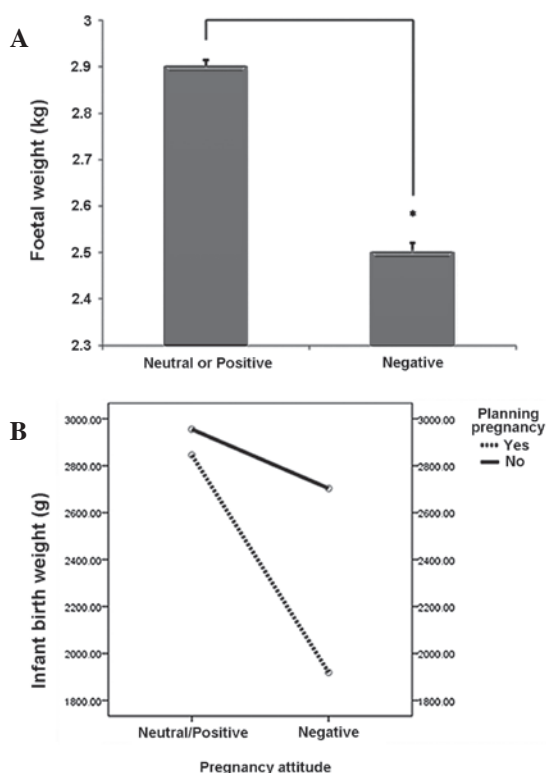 A
Foetal weight (kg)
3
2.9
2.8
2.7
2.6
2.5
2.4
2.3
*
Neutral or Positive
Negative
B
Infant birth weight (g)
3000.00
2800.00
2600.00
2400.00
2200.00
2000.00
1800.00
3000.00
2800.00
2600.00
2400.00
2200.00
2000.00
1800.00
Planning
pregnancy
Yes
No
Neutral/Positive
Negative
Pregnancy attitude